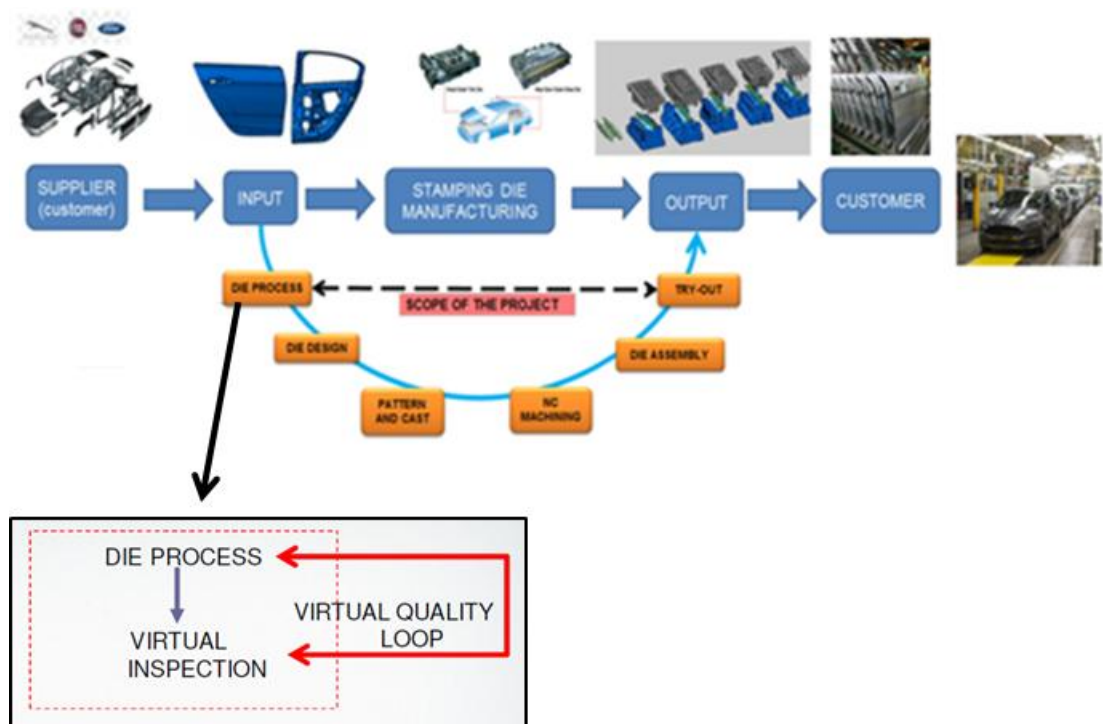 Ford
SUPPLIER
(customer)
INPUT
STAMPING DIE
MANUFACTURING
OUTPUT
CUSTOMER
DIE PROCESS
SCOPE OF THE PROJECT
TRY-OUT
DIE DESIGN
DIE ASSEMBLY
PATTERN
AND CAST
NC
MACHINING
DIE PROCESS
VIRTUAL QUALITY
LOOP
VIRTUAL
INSPECTION